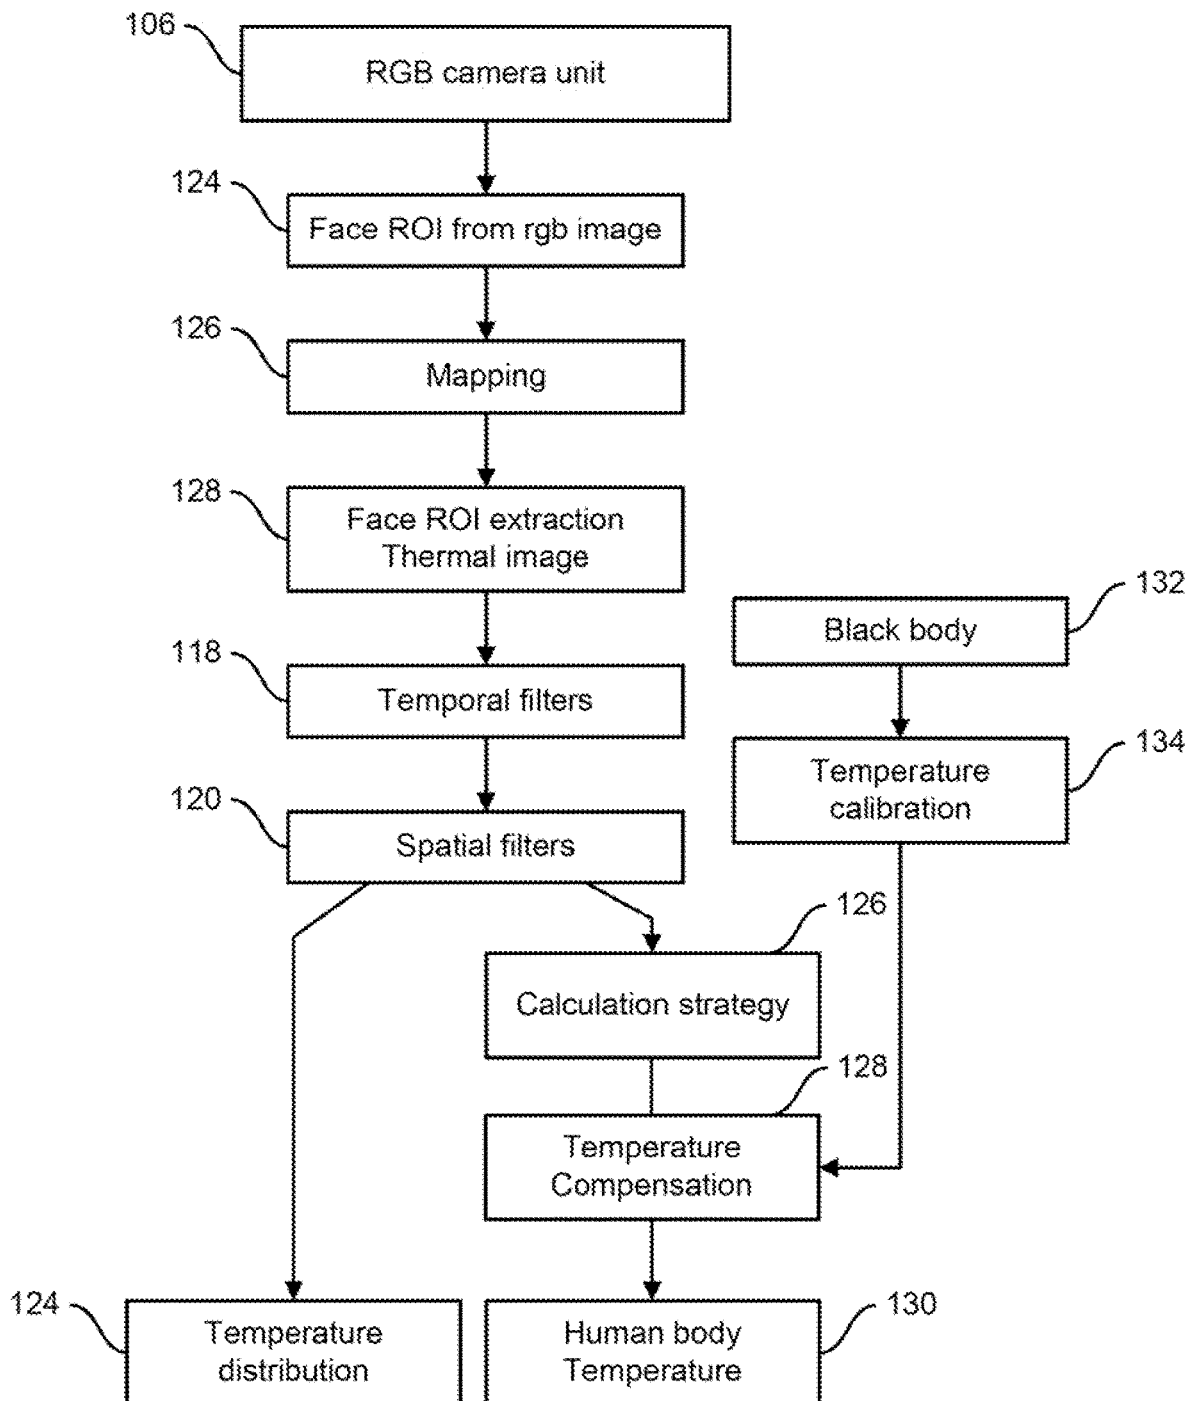 106
RGB camera unit
124
Face ROI from rgb image
126
Mapping
128
Face ROI extraction
Thermal image
132
Black body
118
Temporal filters
134
Temperature
calibration
120
Spatial filters
126
Calculation strategy
128
Temperature
Compensation
124
Temperature
distribution
130
Human body
Temperature